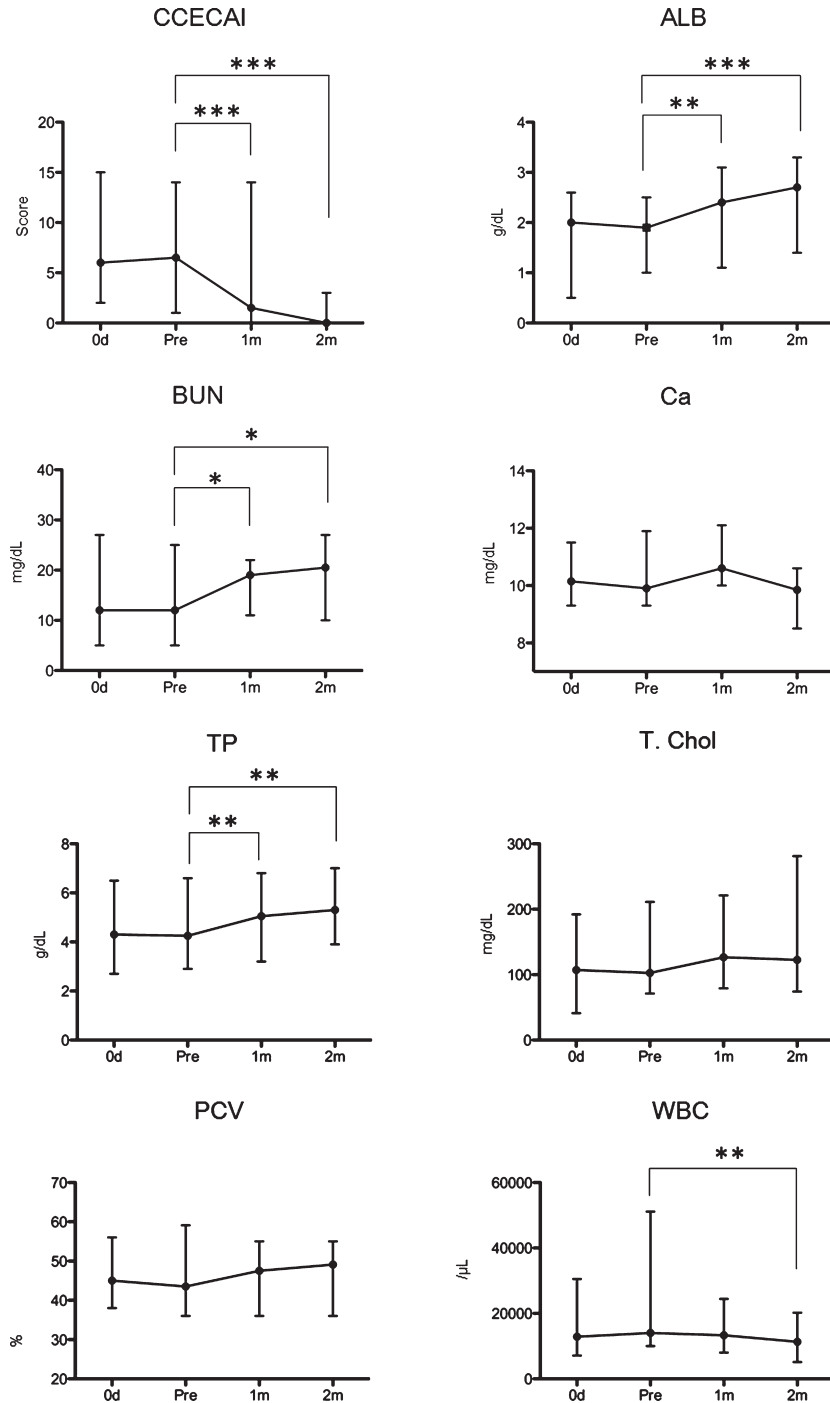 CCECAI
***
***
20
15
10
5
0
Score
0d Pre 1m 2m
ALB
***
**
4
3
2
1
0
g/dL
0d Pre 1m 2m
BUN
*
*
40
30
20
10
0
mg/dL
0d Pre 1m 2m
Ca
14
12
10
8
mg/dL
0d Pre 1m 2m
TP
**
**
8
6
4
2
0
g/dL
0d Pre 1m 2m
T. Chol
300
200
100
0
mg/dL
0d Pre 1m 2m
PCV
70
60
50
40
30
20
%
0d Pre 1m 2m
WBC
**
60000
40000
20000
0
/µL
0d Pre 1m 2m